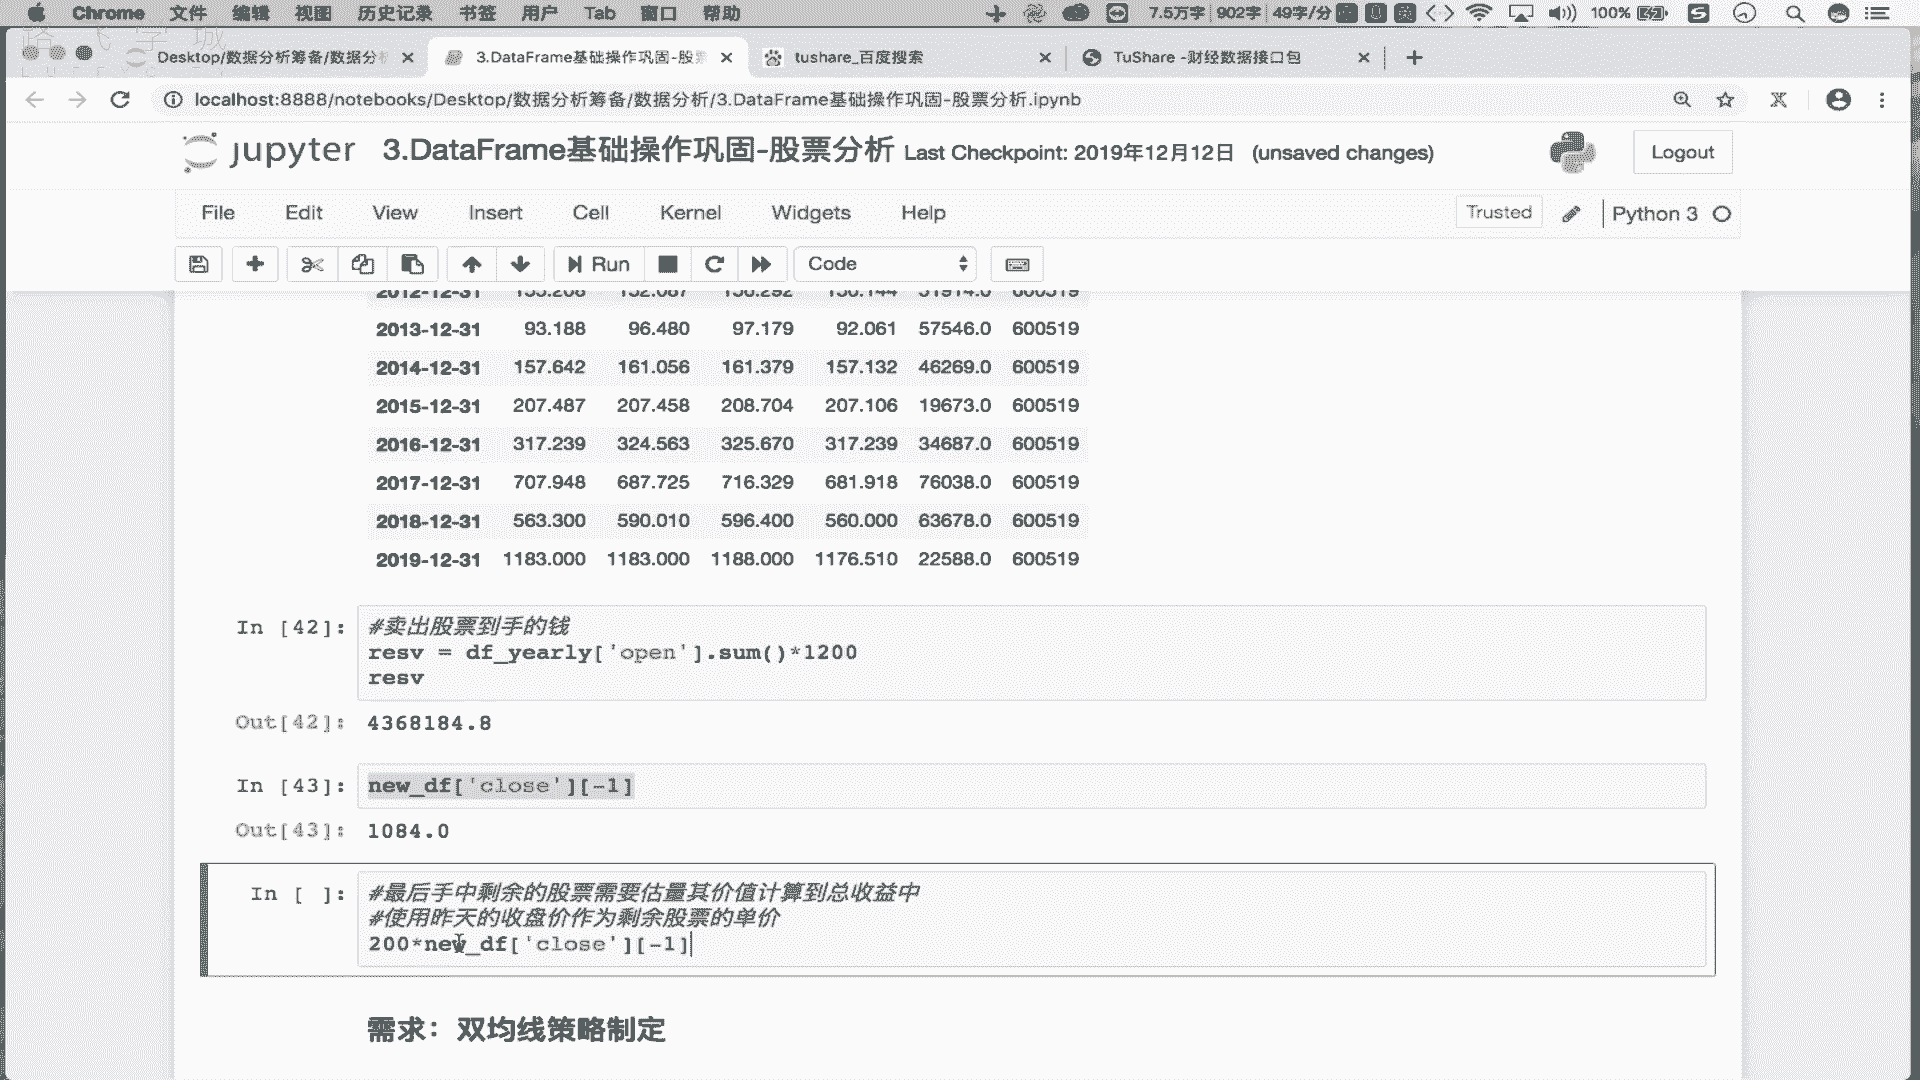 Chrome 文件 编辑 视图 历史记录 书签 用户 Tab 窗口 帮助 7.5万字 902字 49字/分 100%
Desktop/数据分析筹备/数据分析 3.DataFrame基础操作巩固-股票 tushare_百度搜索 TuShare -财经数据接口包
localhost:8888/notebooks/Desktop/数据分析筹备/数据分析/3.DataFrame基础操作巩固-股票分析.ipynb
jupyter 3.DataFrame基础操作巩固-股票分析 Last Checkpoint: 2019年12月12日 (unsaved changes) Logout
File Edit View Insert Cell Kernel Widgets Help Trusted Python 3
Run Code
2013-12-31 93.188 96.480 97.179 92.061 57546.0 600519
2014-12-31 157.642 161.056 161.379 157.132 46269.0 600519
2015-12-31 207.487 207.458 208.704 207.106 19673.0 600519
2016-12-31 317.239 324.563 325.670 317.239 34687.0 600519
2017-12-31 707.948 687.725 716.329 681.918 76038.0 600519
2018-12-31 563.300 590.010 596.400 560.000 63678.0 600519
2019-12-31 1183.000 1183.000 1188.000 1176.510 22588.0 600519
In [42]: #卖出股票到手的钱
resv = df_yearly['open'].sum()*1200
resv
Out[42]: 4368184.8
In [43]: new_df['close'][-1]
Out[43]: 1084.0
In [ ]: #最后手中剩余的股票需要估量其价值计算到总收益中
#使用昨天的收盘价作为剩余股票的单价
200*new_df['close'][-1]
需求：双均线策略制定